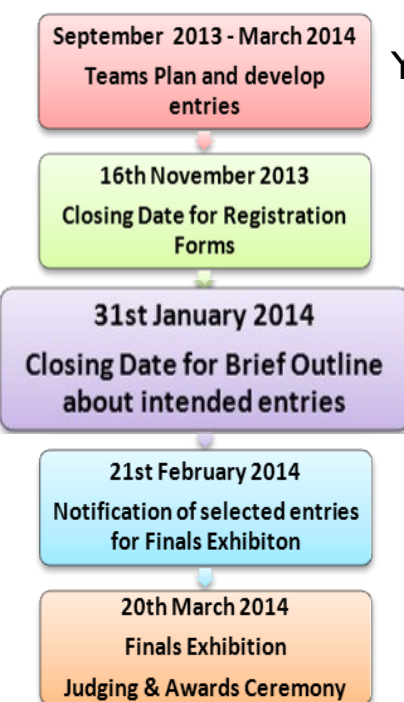 September 2013 - March 2014
Teams Plan and develop
entries
Y
16th November 2013
Closing Date for Registration
Forms
31st January 2014
Closing Date for Brief Outline
about intended entries
21st February 2014
Notification of selected entries
for Finals Exhibiton
20th March 2014
Finals Exhibition
Judging & Awards Ceremony